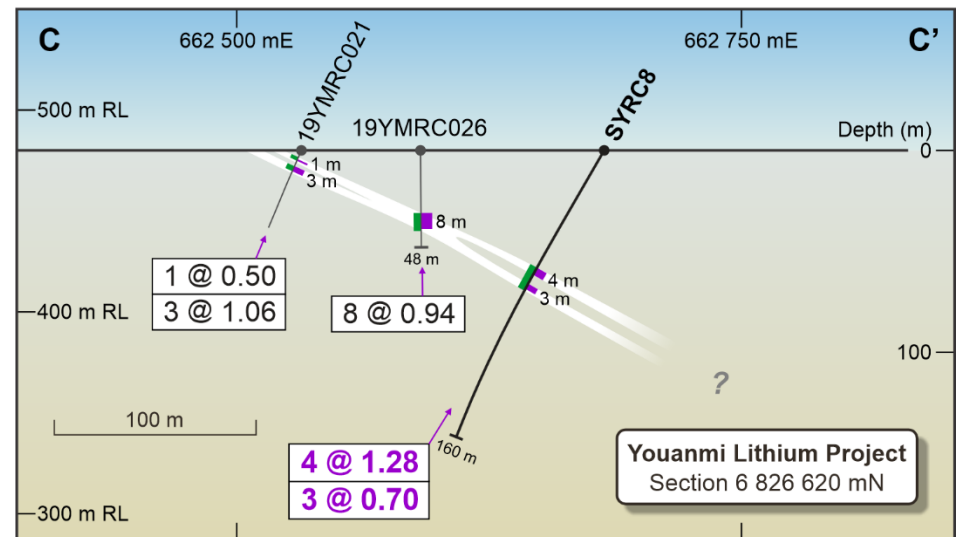 C
662 500 mE
662 750 mE
C’
500 m RL
19YMRC021
19YMRC026
SYRC8
Depth (m)
0
1 m
3 m
8 m
48 m
4 m
3 m
1 @ 0.50
3 @ 1.06
8 @ 0.94
400 m RL
100
?
100 m
4 @ 1.28
3 @ 0.70
160 m
Youanmi Lithium Project
Section 6 826 620 mN
300 m RL